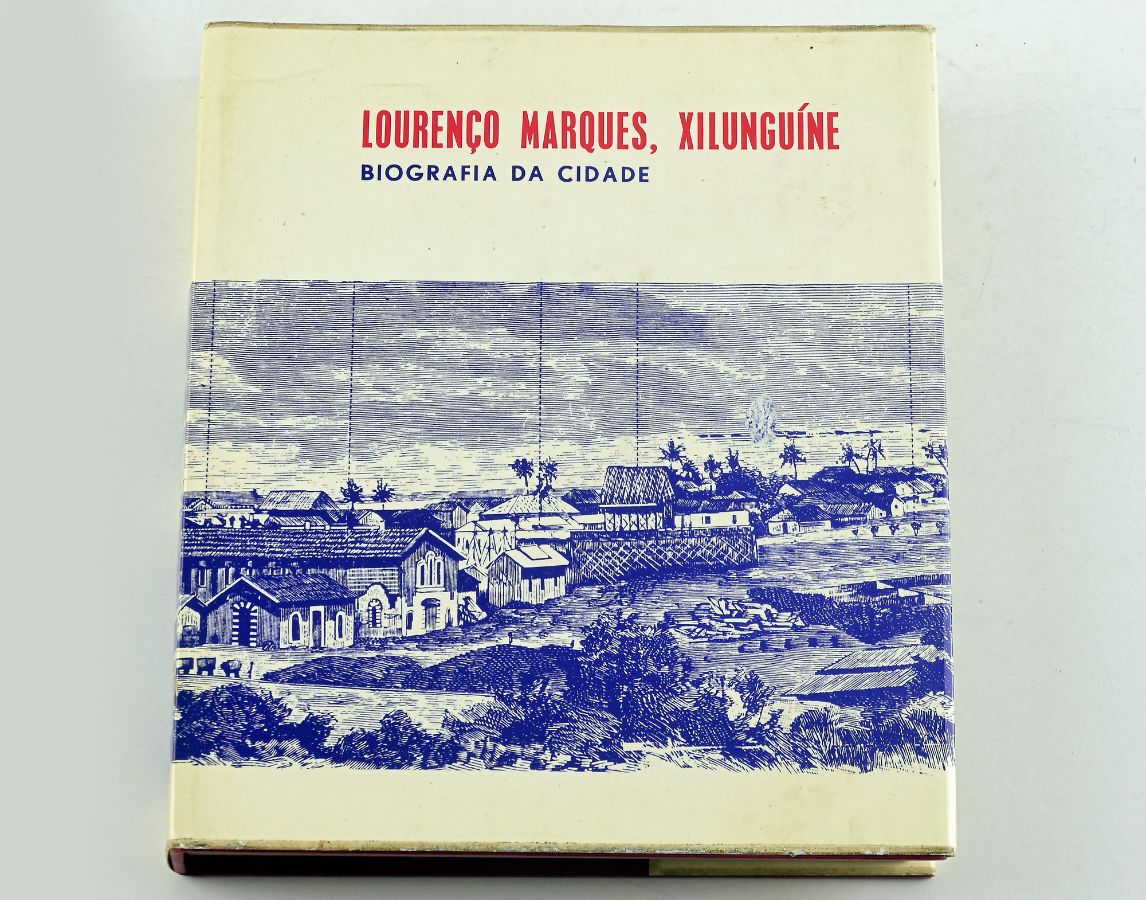 LOURENÇO MARQUES, XILUNGUÍNE
BIOGRAFIA DA CIDADE